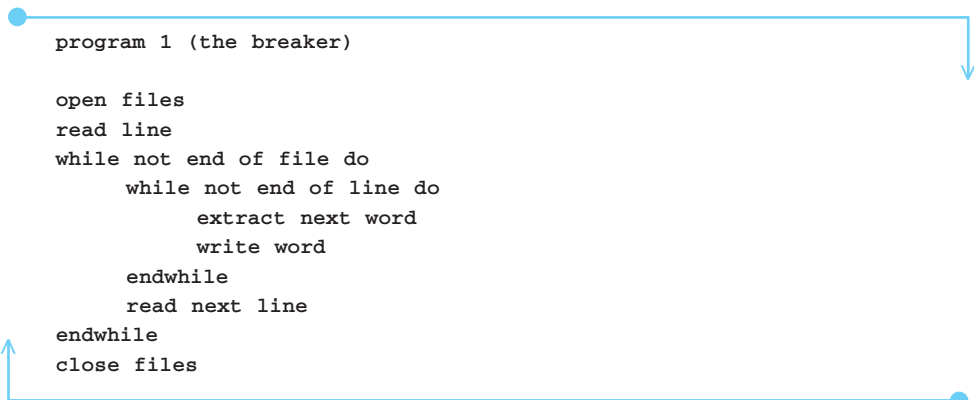 program 1 (the breaker)
open files
read line
while not end of file do
while not end of line do
extract next word
write word
endwhile
read next line
endwhile
close files